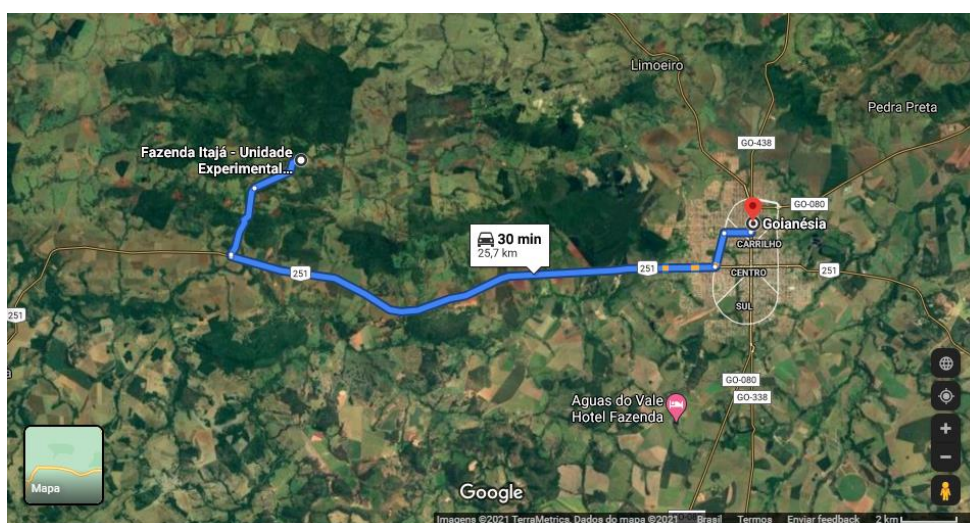 Limoeiro
Pedra Preta
GO-438
Fazenda Itajá - Unidade
Experimental...
GO-080
Goianésia
30 min
25,7 km
CARRILHO
251
251
CENTRO
251
251
SUL
GO-080
GO-338
Aguas do Vale
Hotel Fazenda
Mapa
Google
Imagens ©2021 TerraMetrics, Dados do mapa ©2021
Brasil
Termos
Enviar feedback
2 km